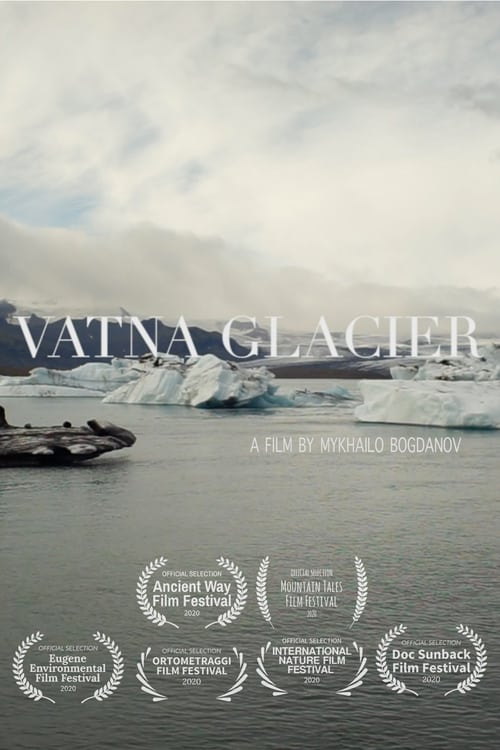 VATNA GLACIER
A FILM BY MYKHAILO BOGDANOV
OFFICIAL SELECTION
Ancient Way
Film Festival
2020
OFFICIAL SELECTION
MOUNTAIN TALES
FILM FESTIVAL
2020
OFFICIAL SELECTION
Eugene
Environmental
Film Festival
2020
OFFICIAL SELECTION
ORTOMETRAGGI
FILM FESTIVAL
2020
OFFICIAL SELECTION
INTERNATIONAL
NATURE FILM
FESTIVAL
2020
OFFICIAL SELECTION
Doc Sunback
Film Festival
2020